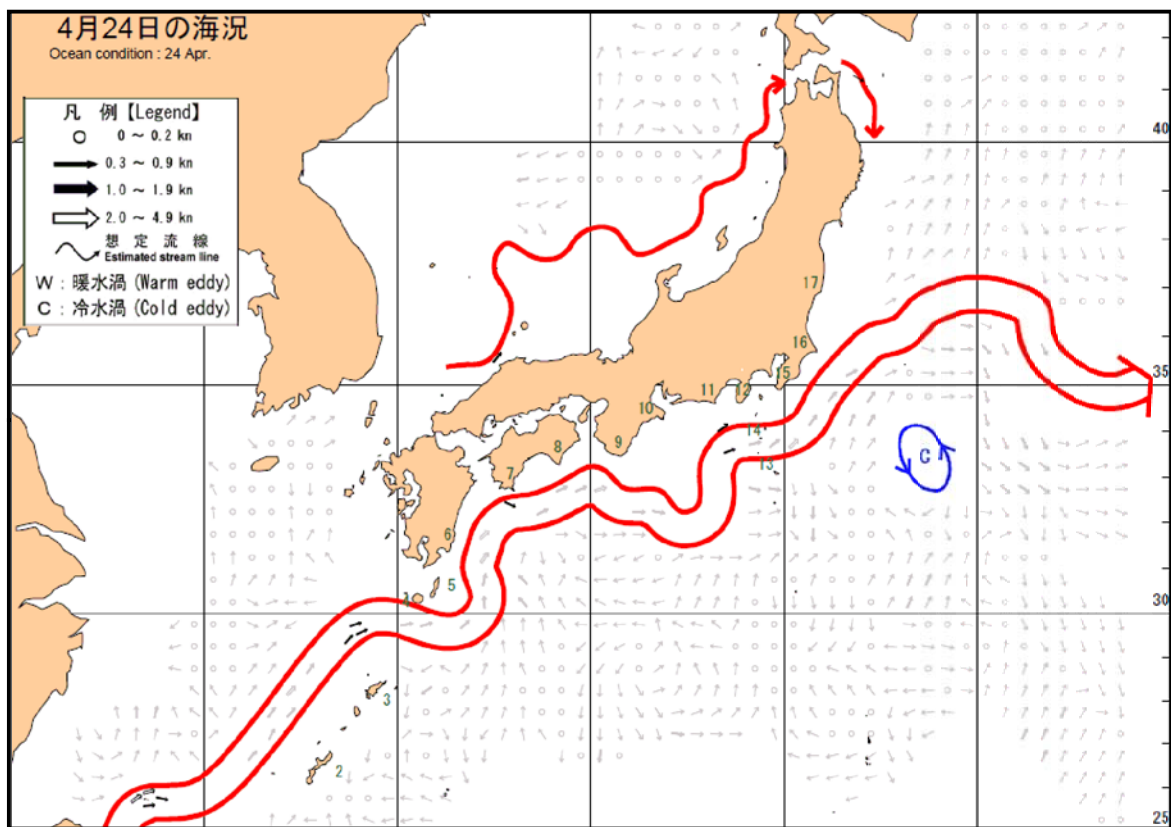 4月24日の海況
Ocean condition : 24 Apr.
凡 例【Legend】
0 ～ 0.2 kn
0.3 ～ 0.9 kn
1.0 ～ 1.9 kn
2.0 ～ 4.9 kn
想 定 流 線
Estimated stream line
W : 暖水渦 (Warm eddy)
C : 冷水渦 (Cold eddy)
40
17
16
15
35
12
11
10
14
9
8
13
7
C
6
5
4
30
3
2
25